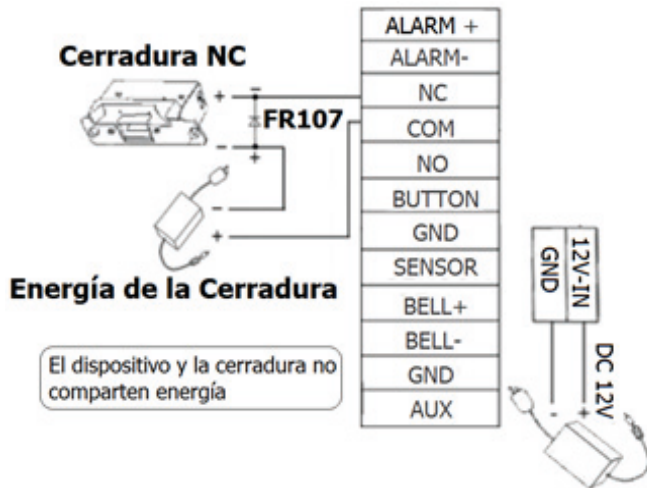 Cerradura NC
+
-
FR107
-
+
-
+
Energía de la Cerradura
El dispositivo y la cerradura no
comparten energía
ALARM +
ALARM-
NC
COM
NO
BUTTON
GND
SENSOR
BELL+
BELL-
GND
AUX
GND
12V-IN
-
+
DC 12V